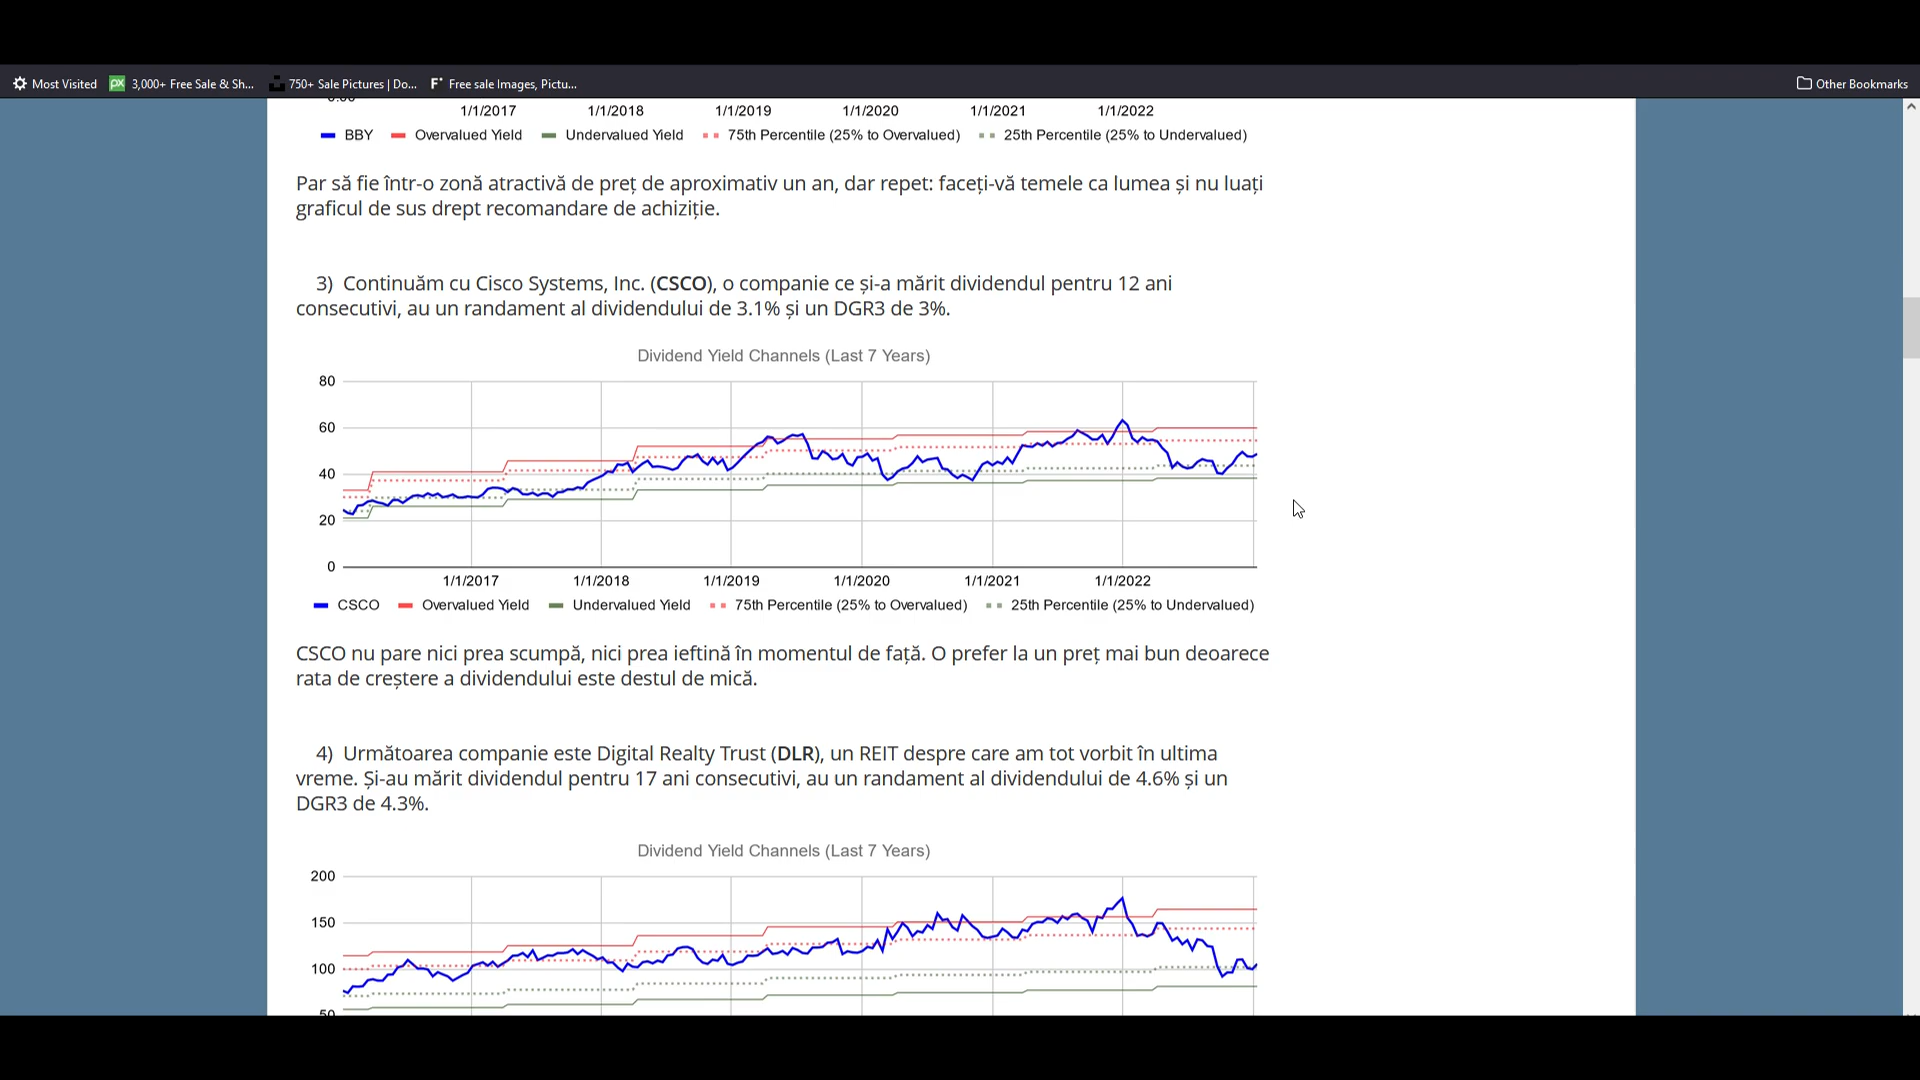 Most Visited
3,000+ Free Sale & Sh...
750+ Sale Pictures | Do...
Free sale Images, Pictu...
Other Bookmarks
1/1/2017 1/1/2018 1/1/2019 1/1/2020 1/1/2021 1/1/2022
BBY Overvalued Yield Undervalued Yield 75th Percentile (25% to Overvalued) 25th Percentile (25% to Undervalued)
Par să fie într-o zonă atractivă de preț de aproximativ un an, dar repet: faceți-vă temele ca lumea și nu luați
graficul de sus drept recomandare de achiziție.
3) Continuăm cu Cisco Systems, Inc. (CSCO), o companie ce și-a mărit dividendul pentru 12 ani
consecutivi, au un randament al dividendului de 3.1% și un DGR3 de 3%.
Dividend Yield Channels (Last 7 Years)
80
60
40
20
0
1/1/2017 1/1/2018 1/1/2019 1/1/2020 1/1/2021 1/1/2022
CSCO Overvalued Yield Undervalued Yield 75th Percentile (25% to Overvalued) 25th Percentile (25% to Undervalued)
CSCO nu pare nici prea scumpă, nici prea ieftină în momentul de față. O prefer la un preț mai bun deoarece
rata de creștere a dividendului este destul de mică.
4) Următoarea companie este Digital Realty Trust (DLR), un REIT despre care am tot vorbit în ultima
vreme. Și-au mărit dividendul pentru 17 ani consecutivi, au un randament al dividendului de 4.6% și un
DGR3 de 4.3%.
Dividend Yield Channels (Last 7 Years)
200
150
100
50